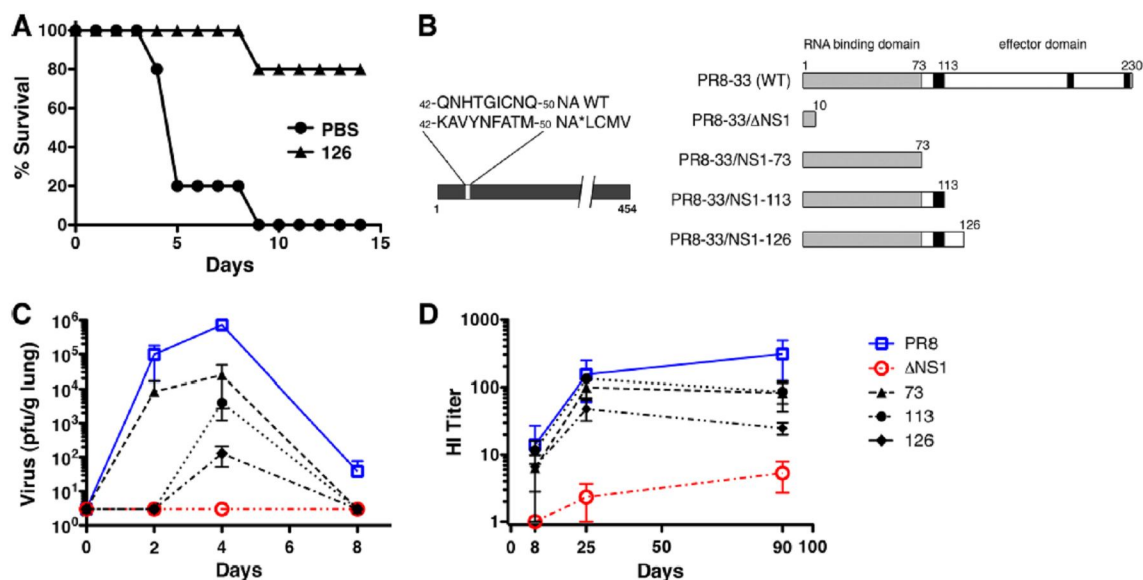 A
% Survival
100
80
60
40
20
0
0 5 10 15
Days
PBS
126
B
RNA binding domain effector domain
1 73 113 230
PR8-33 (WT)
10
PR8-33/ΔNS1
73
PR8-33/NS1-73
113
PR8-33/NS1-113
126
PR8-33/NS1-126
42-QNHTGICNQ-50 NA WT
42-KAVYNFATM-50 NA*LCMV
1 454
C
Virus (pfu/g lung)
10⁶
10⁵
10⁴
10³
10²
10¹
10⁰
0 2 4 6 8
Days
D
HI Titer
1000
100
10
1
0 8 25 50 90 100
Days
PR8
ΔNS1
73
113
126